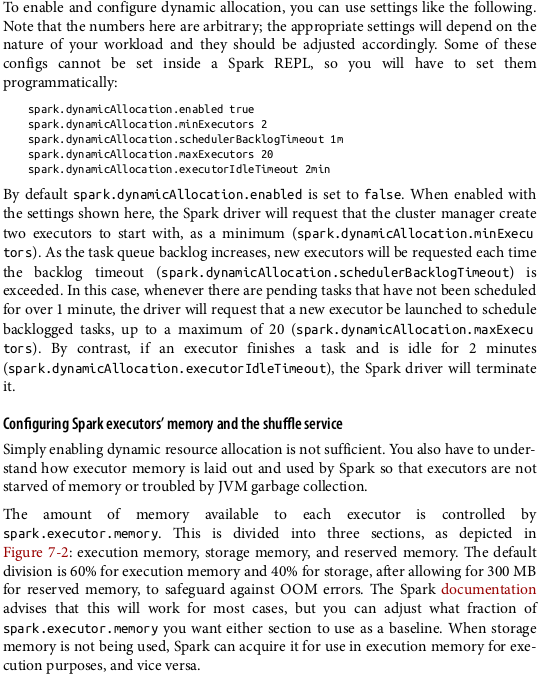 To enable and configure dynamic allocation, you can use settings like the following.
Note that the numbers here are arbitrary; the appropriate settings will depend on the
nature of your workload and they should be adjusted accordingly. Some of these
configs cannot be set inside a Spark REPL, so you will have to set them
programmatically:
spark.dynamicAllocation.enabled true
spark.dynamicAllocation.minExecutors 2
spark.dynamicAllocation.schedulerBacklogTimeout 1m
spark.dynamicAllocation.maxExecutors 20
spark.dynamicAllocation.executorIdleTimeout 2min
By default spark.dynamicAllocation.enabled is set to false. When enabled with
the settings shown here, the Spark driver will request that the cluster manager create
two executors to start with, as a minimum (spark.dynamicAllocation.minExecu
tors). As the task queue backlog increases, new executors will be requested each time
the backlog timeout (spark.dynamicAllocation.schedulerBacklogTimeout) is
exceeded. In this case, whenever there are pending tasks that have not been scheduled
for over 1 minute, the driver will request that a new executor be launched to schedule
backlogged tasks, up to a maximum of 20 (spark.dynamicAllocation.maxExecu
tors). By contrast, if an executor finishes a task and is idle for 2 minutes
(spark.dynamicAllocation.executorIdleTimeout), the Spark driver will terminate
it.
Configuring Spark executors' memory and the shuffle service
Simply enabling dynamic resource allocation is not sufficient. You also have to under-
stand how executor memory is laid out and used by Spark so that executors are not
starved of memory or troubled by JVM garbage collection.
The amount of memory available to each executor is controlled by
spark.executor.memory. This is divided into three sections, as depicted in
Figure 7-2: execution memory, storage memory, and reserved memory. The default
division is 60% for execution memory and 40% for storage, after allowing for 300 MB
for reserved memory, to safeguard against OOM errors. The Spark documentation
advises that this will work for most cases, but you can adjust what fraction of
spark.executor.memory you want either section to use as a baseline. When storage
memory is not being used, Spark can acquire it for use in execution memory for exe-
cution purposes, and vice versa.